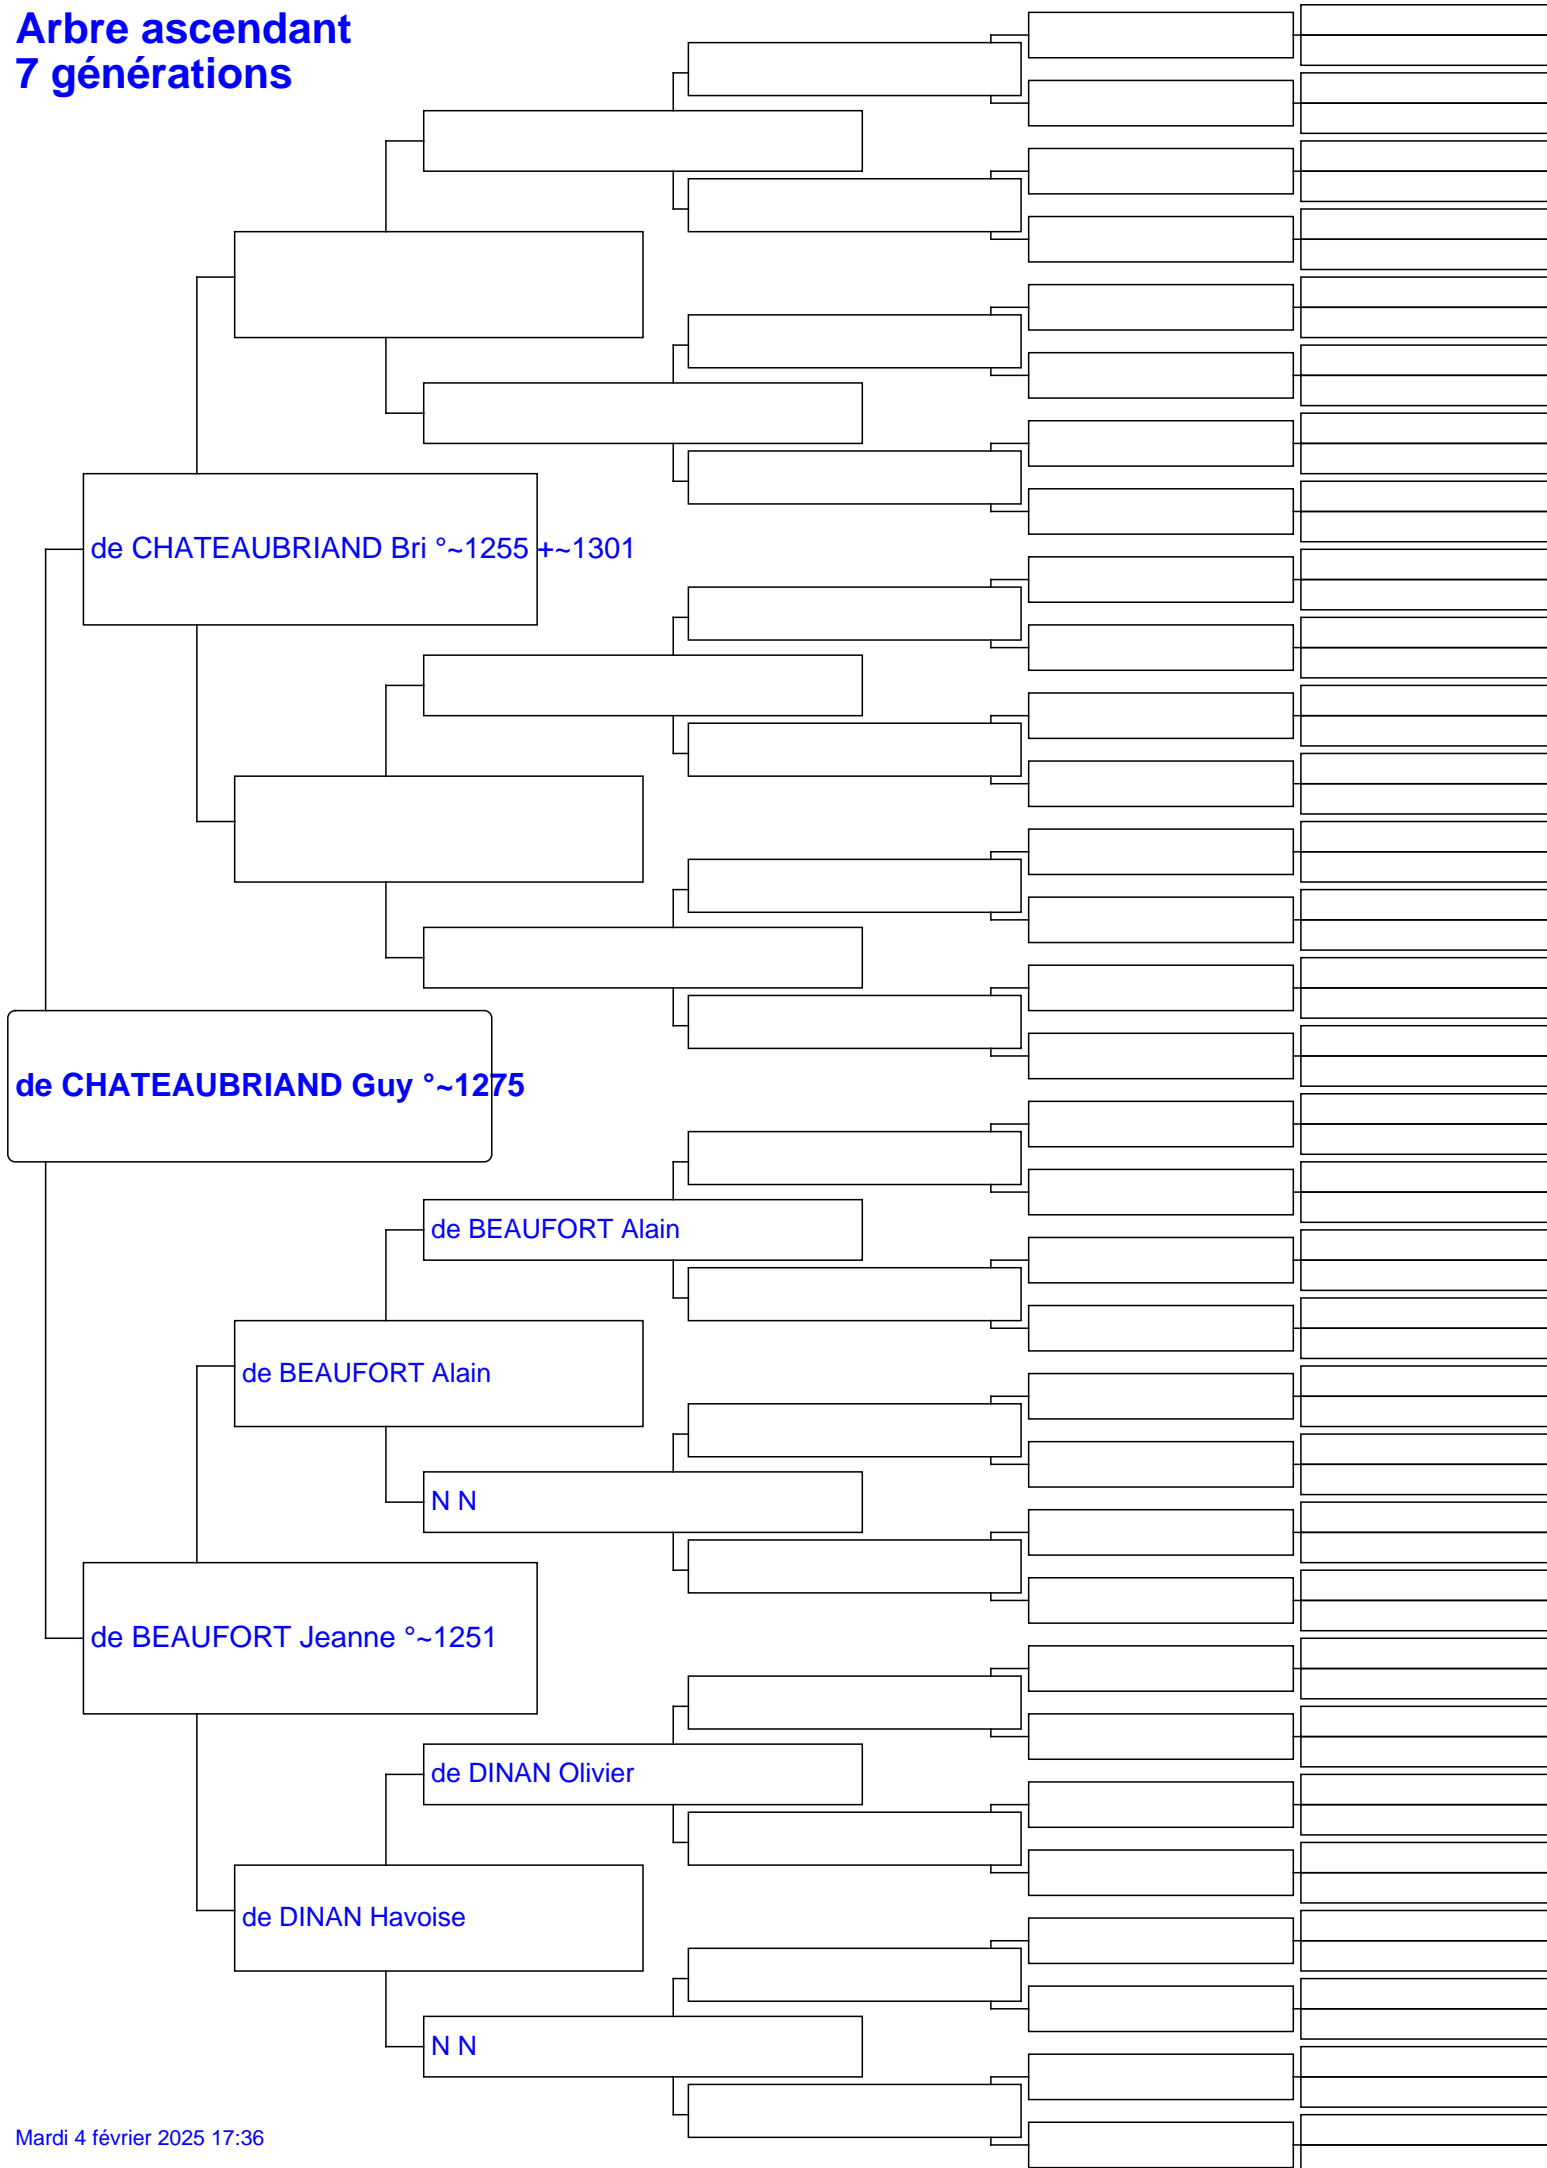 Arbre ascendant
7 générations
de CHATEAUBRIAND Bri °~1255 +~1301
de CHATEAUBRIAND Guy °~1275
de BEAUFORT Alain
de BEAUFORT Alain
N N
de BEAUFORT Jeanne °~1251
de DINAN Olivier
de DINAN Havoise
N N
Mardi 4 février 2025 17:36